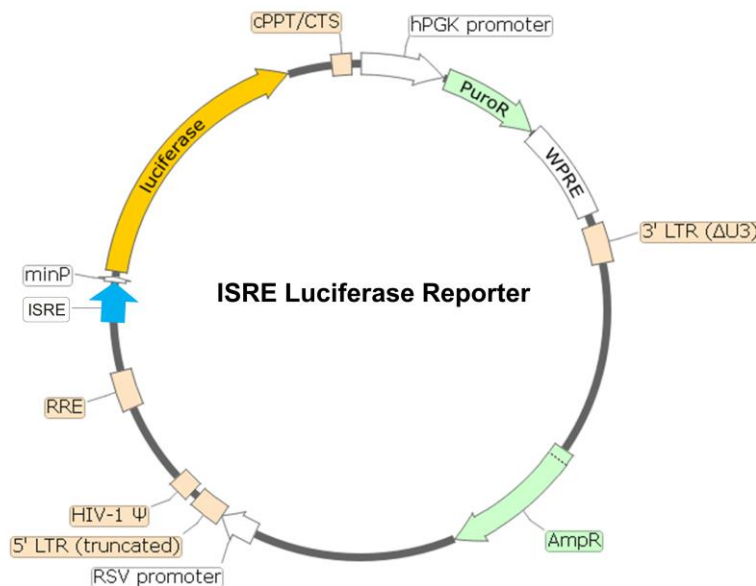 cPPT/CTS
hPGK promoter
PuroR
WPRE
luciferase
3' LTR (ΔU3)
minP
ISRE
ISRE Luciferase Reporter
RRE
HIV-1 Ψ
5' LTR (truncated)
RSV promoter
AmpR